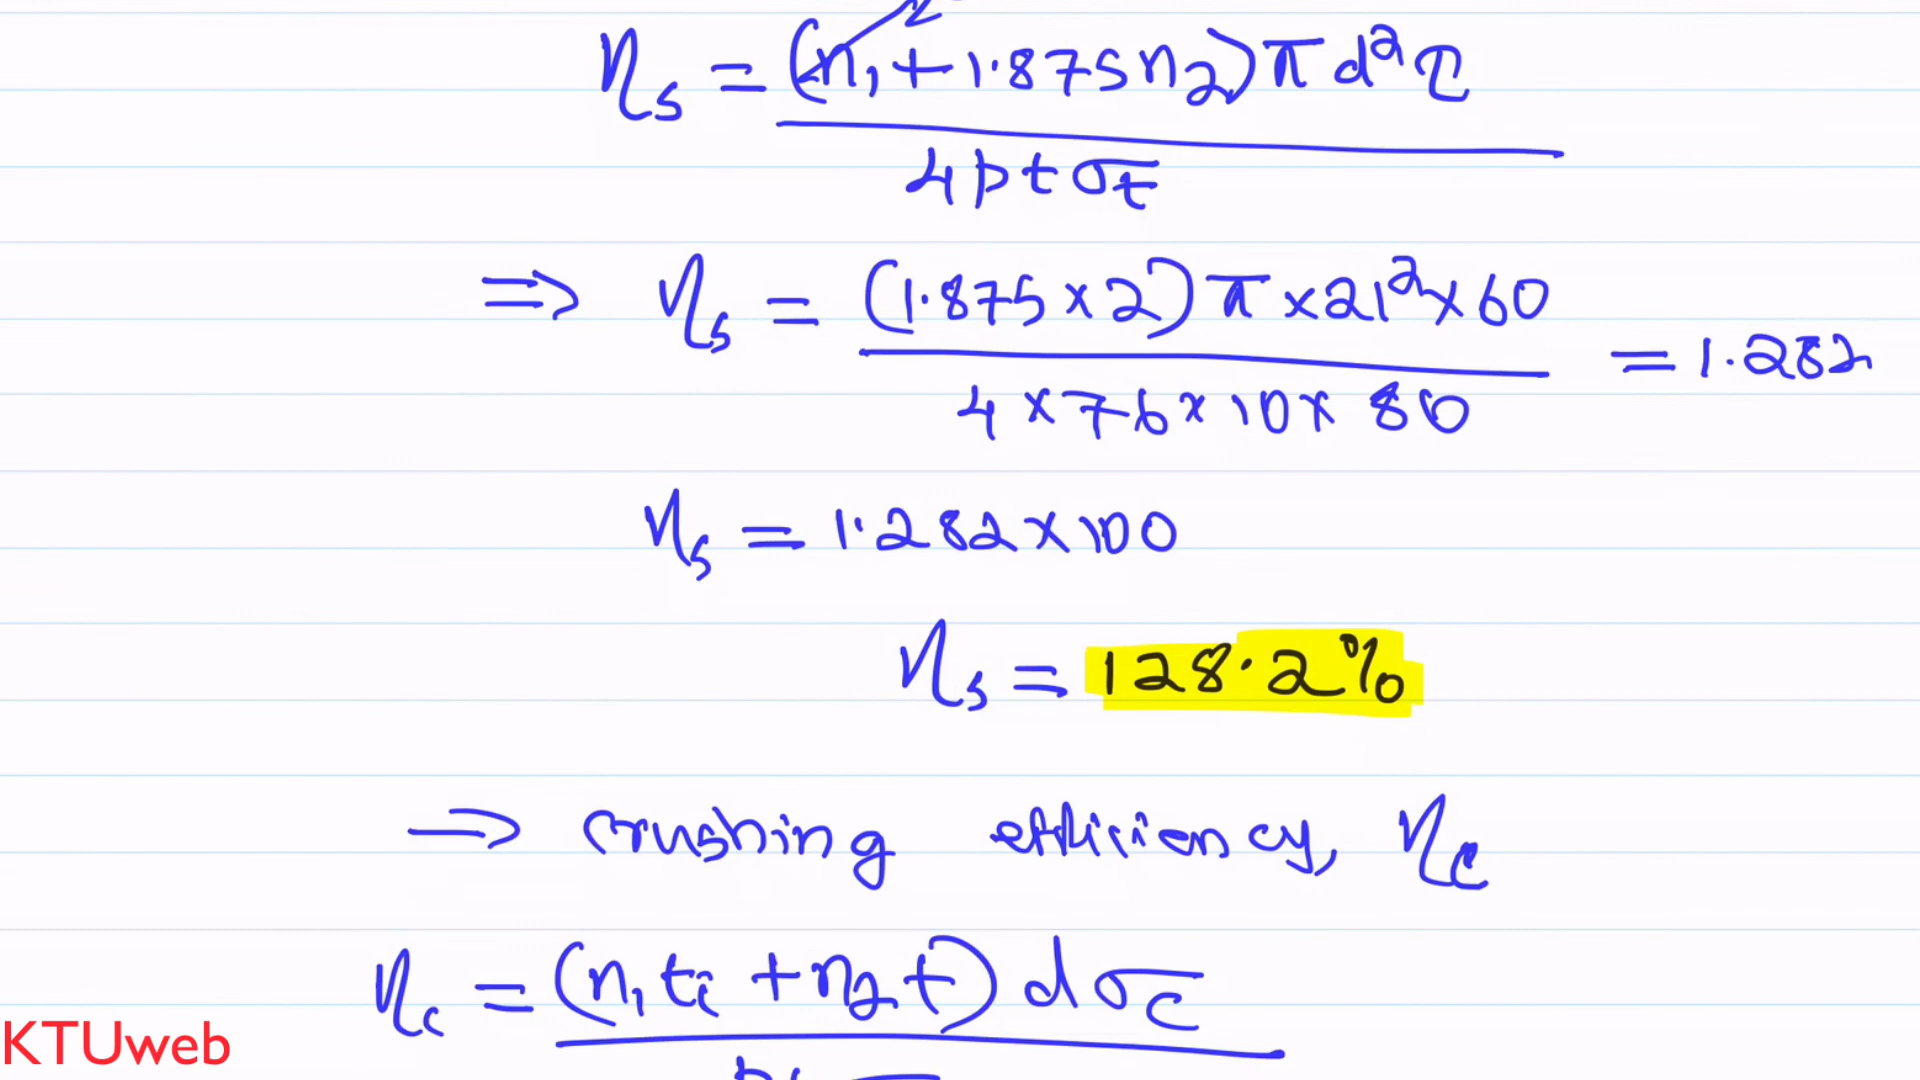 ηs = (n1 + 1.875 n2) π d² τ
4 p t σt
⇒ ηs = (1.875 × 2) π × 21² × 60
4 × 76 × 10 × 80
= 1.282
ηs = 1.282 × 100
ηs = 128.2%
⇒ crushing efficiency, ηc
ηc = (n1 t1 + n2 t) d σc
KTUweb